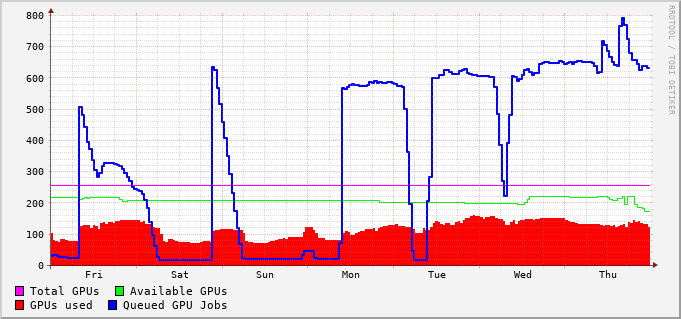 800
700
600
500
400
300
200
100
0
Fri Sat Sun Mon Tue Wed Thu
Total GPUs Available GPUs
GPUs used Queued GPU Jobs
RRDTOOL / TOBI OETIKER